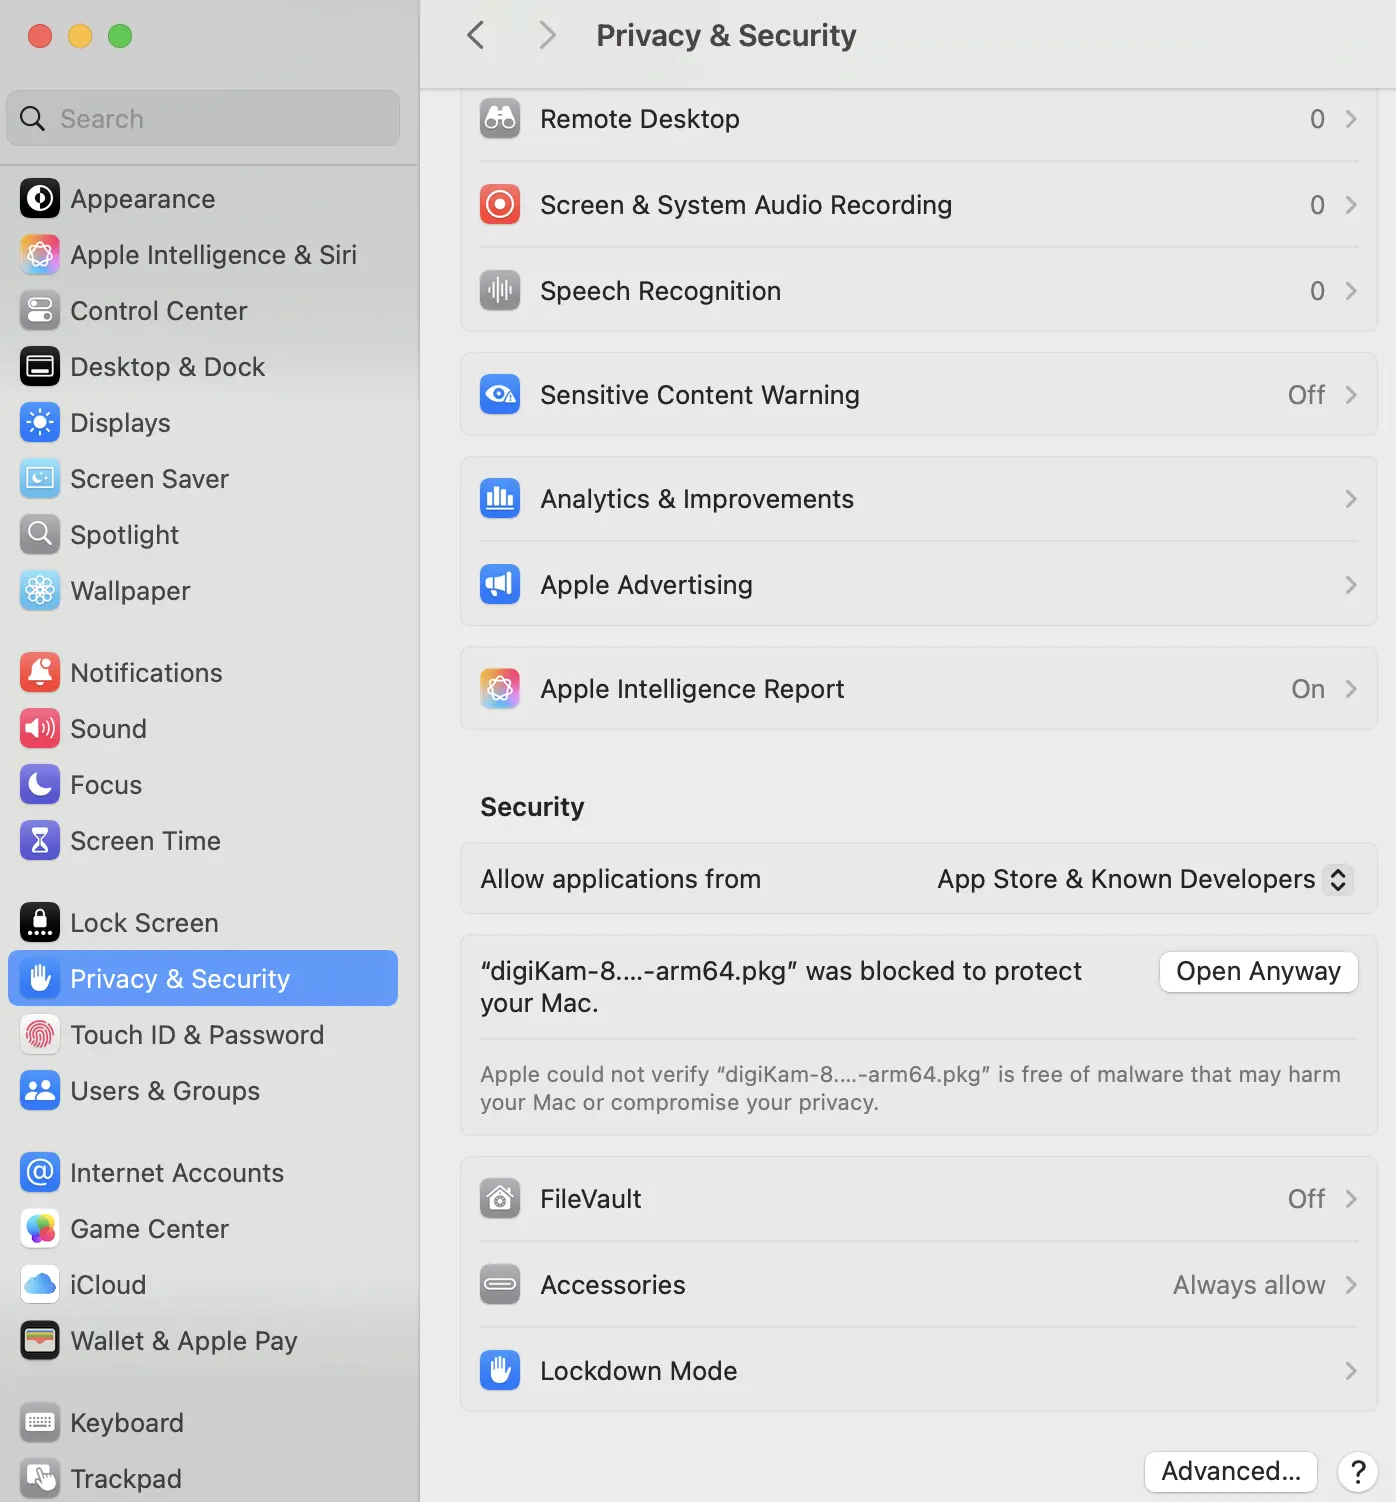 Search
Appearance
Apple Intelligence & Siri
Control Center
Desktop & Dock
Displays
Screen Saver
Spotlight
Wallpaper
Notifications
Sound
Focus
Screen Time
Lock Screen
Privacy & Security
Touch ID & Password
Users & Groups
Internet Accounts
Game Center
iCloud
Wallet & Apple Pay
Keyboard
Trackpad
Privacy & Security
Remote Desktop 0
Screen & System Audio Recording 0
Speech Recognition 0
Sensitive Content Warning Off
Analytics & Improvements
Apple Advertising
Apple Intelligence Report On
Security
Allow applications from App Store & Known Developers
“digiKam-8....-arm64.pkg” was blocked to protect
your Mac.
Open Anyway
Apple could not verify “digiKam-8....-arm64.pkg” is free of malware that may harm
your Mac or compromise your privacy.
FileVault Off
Accessories Always allow
Lockdown Mode
Advanced... ?